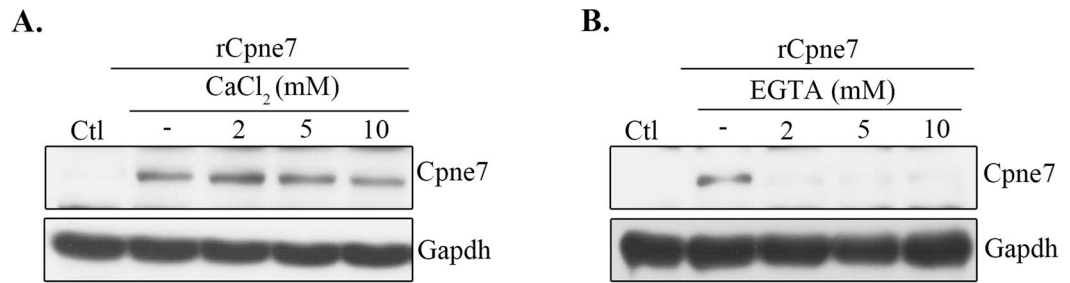 A.
rCpne7
CaCl₂ (mM)
Ctl - 2 5 10
Cpne7
Gapdh
B.
rCpne7
EGTA (mM)
Ctl - 2 5 10
Cpne7
Gapdh